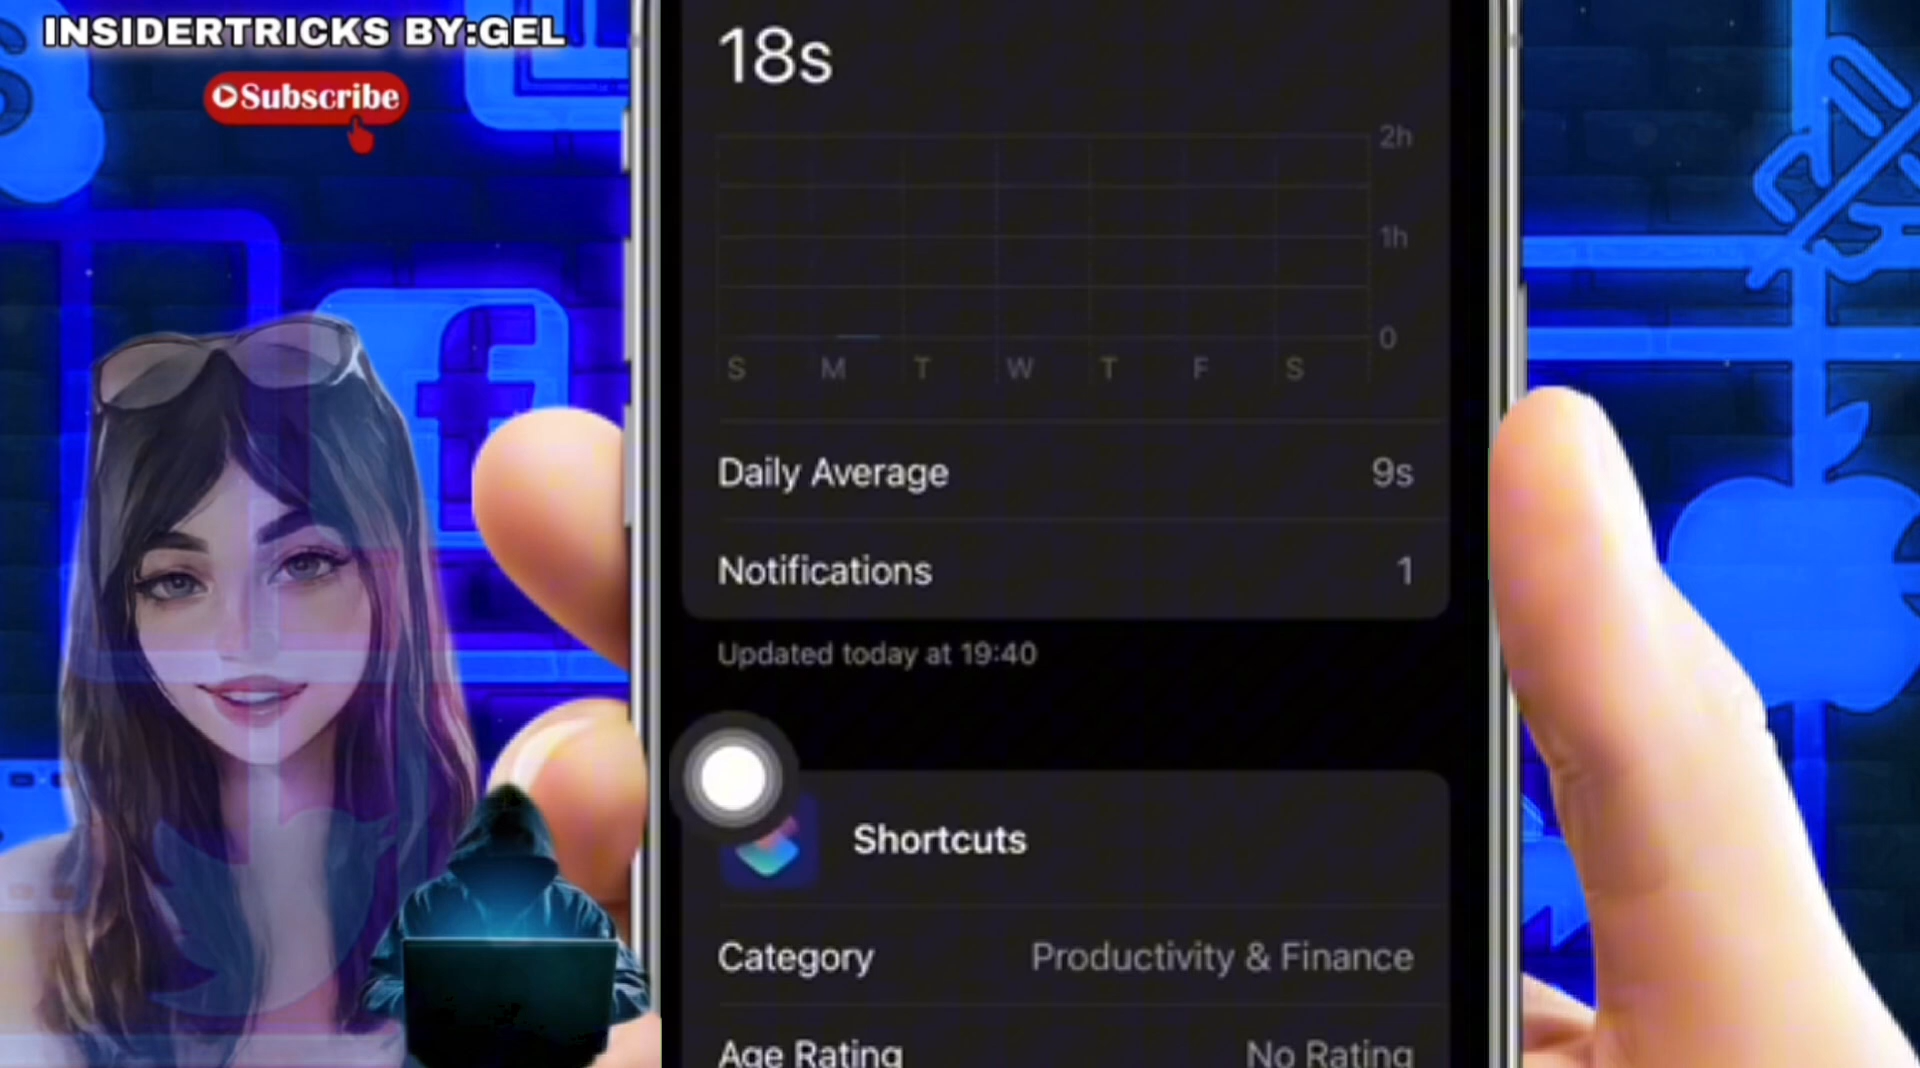 INSIDERTRICKS BY:GEL
Subscribe
18s
2h
1h
0
S M T W T F S
Daily Average 9s
Notifications 1
Updated today at 19:40
Shortcuts
Category Productivity & Finance
Age Rating No Rating